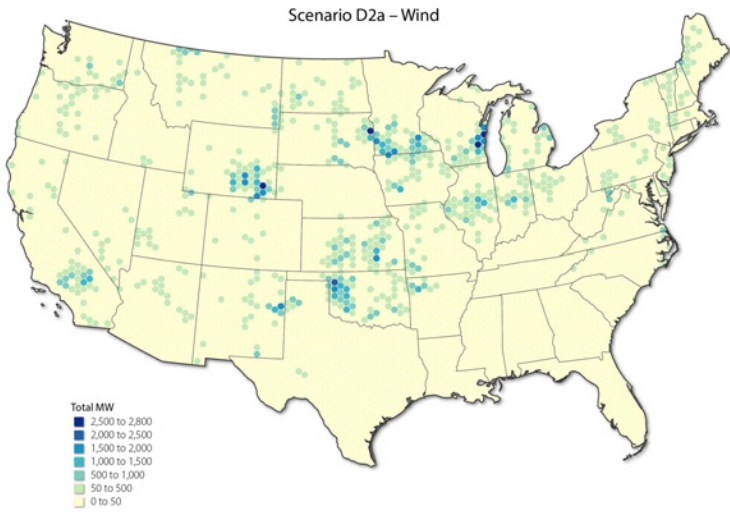 Scenario D2a – Wind
Total MW
2,500 to 2,800
2,000 to 2,500
1,500 to 2,000
1,000 to 1,500
500 to 1,000
50 to 500
0 to 50